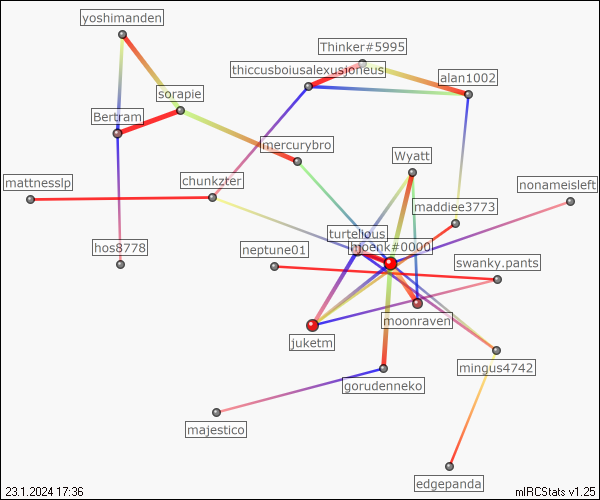 yoshimanden
Thinker#5995
thiccusboiusalexusjoneus
alan1002
sorapie
Bertram
mercurybro
Wyatt
mattnesslp
chunkzter
nonameisleft
maddiee3773
turtelious
hjoenk#0000
hos8778
neptune01
swanky.pants
moonraven
juketm
mingus4742
gorudenneko
majestico
edgepanda
23.1.2024 17:36
mIRCStats v1.25